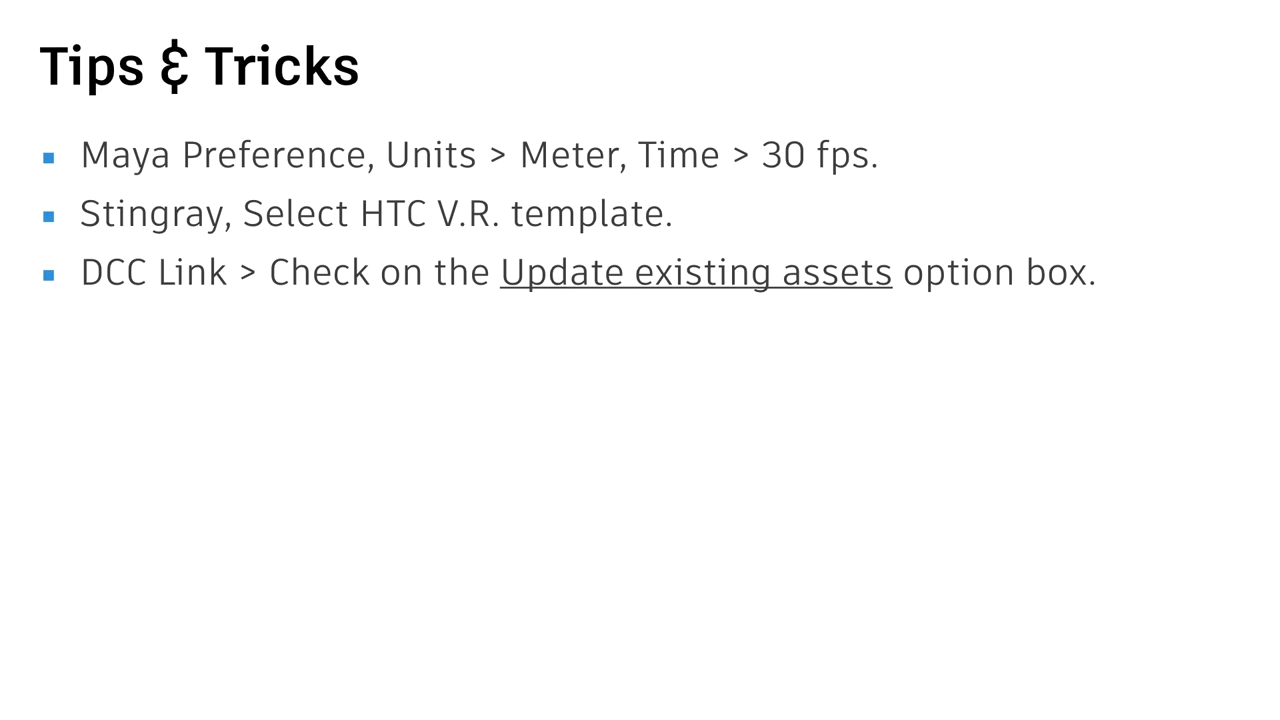 Tips & Tricks
▪ Maya Preference, Units > Meter, Time > 30 fps.
▪ Stingray, Select HTC V.R. template.
▪ DCC Link > Check on the Update existing assets option box.